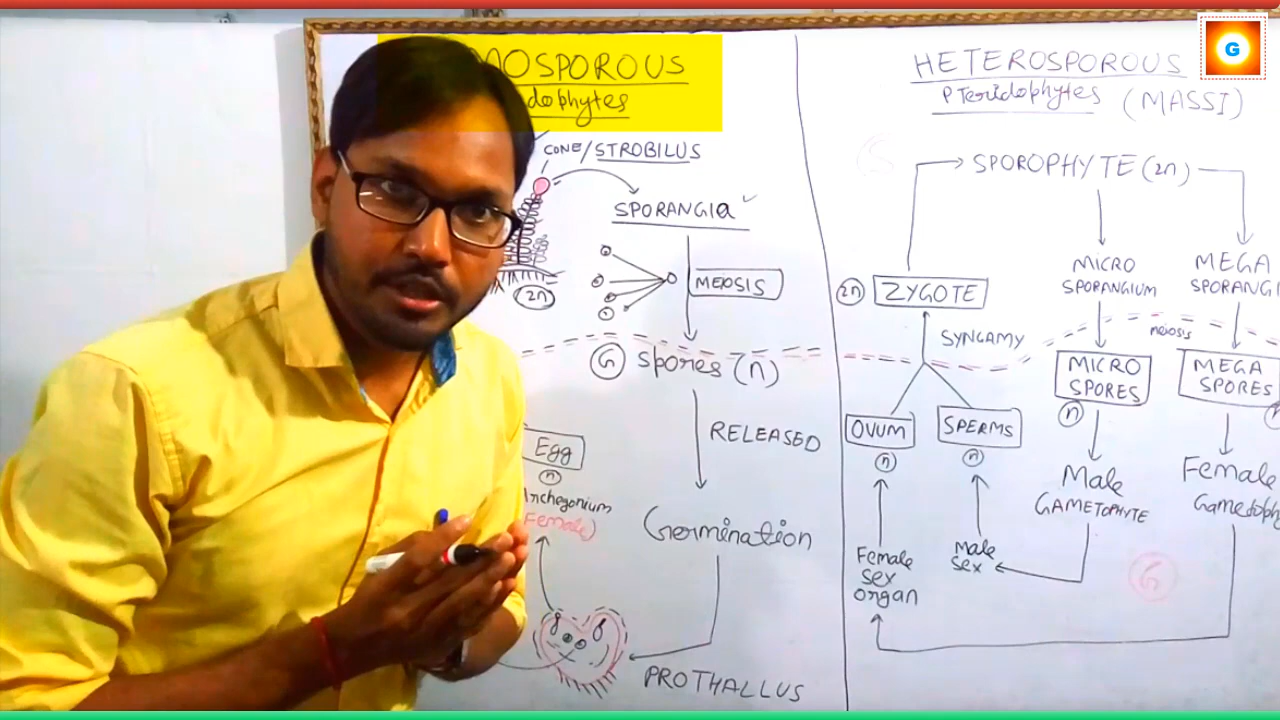 OSPOROUS
dophytes
CONE/STROBILUS
SPORANGIA
MEIOSIS
2n
G spores (n)
RELEASED
Egg
n
Archegonium
Female)
Germination
PROTHALLUS
HETEROSPOROUS
PTeridophytes (MASSI)
G
SPOROPHYTE (2n)
MICRO
SPORANGIUM
MEGA
SPORANGI
2n ZYGOTE
SYNGAMY
meiosis
MICRO
SPORES
n
MEGA
SPORES
n
OVUM
n
SPERMS
n
Male
GAMETOPHYTE
Female
Gametoph
Female
sex
organ
Male
sex
G